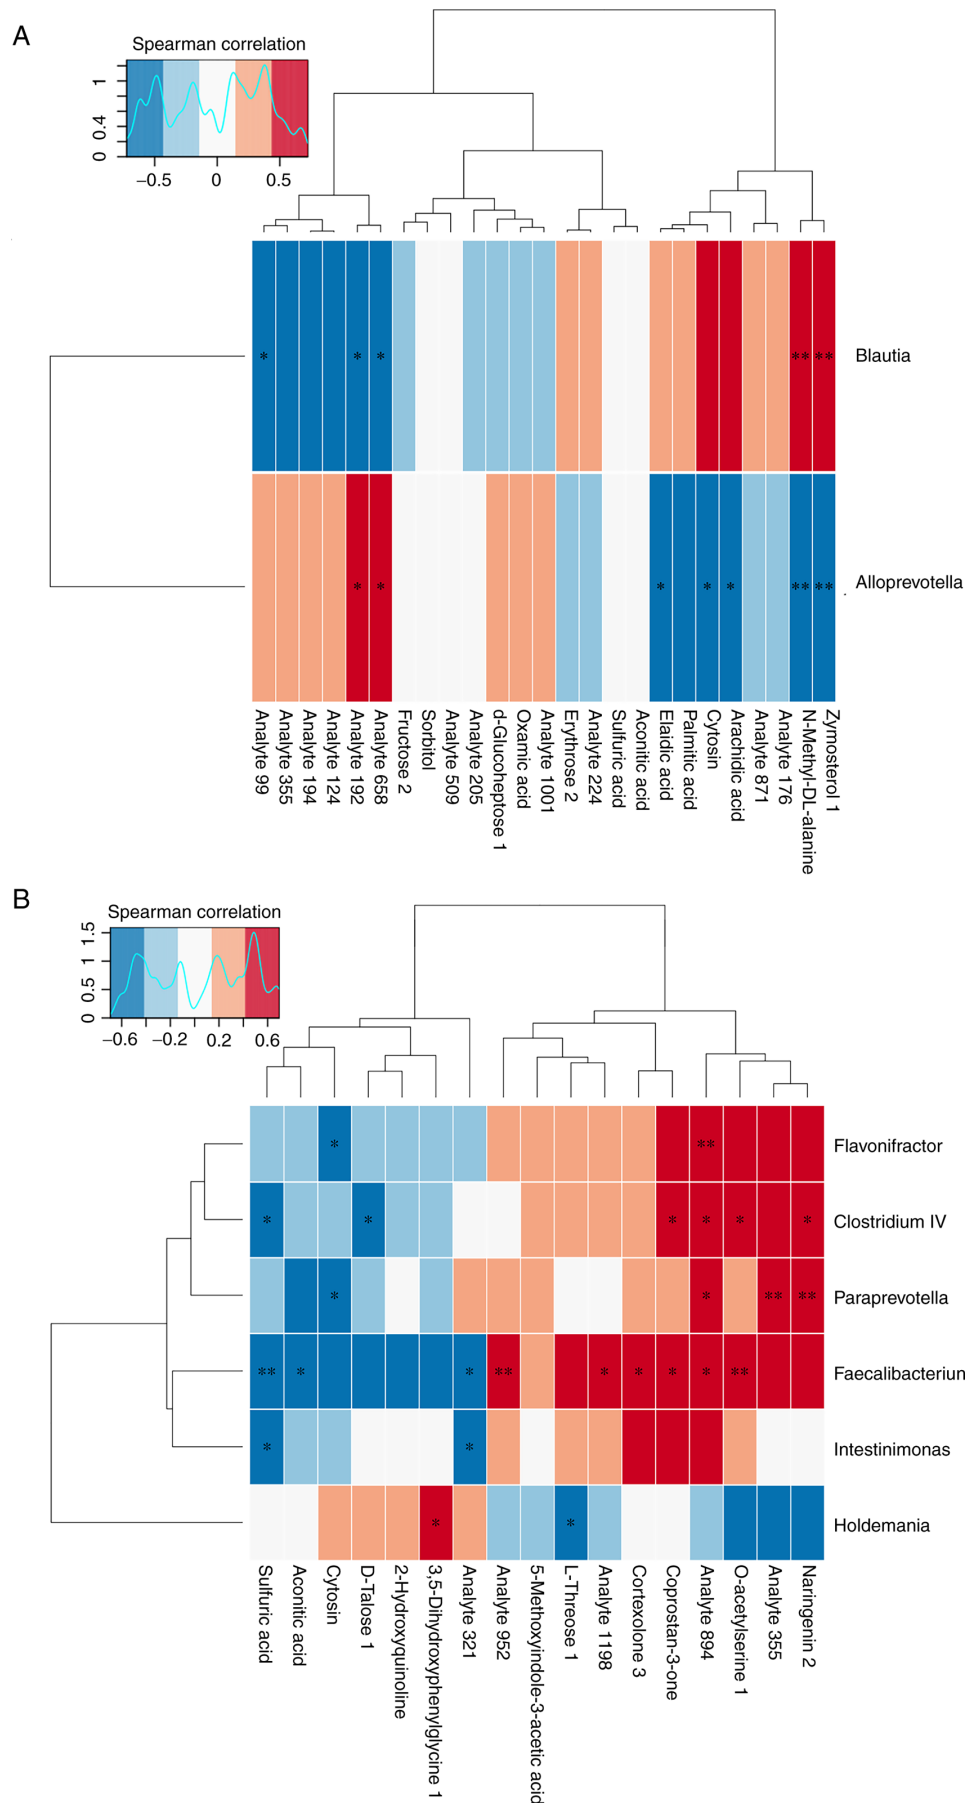 A
Spearman correlation
0 0.4 1
−0.5 0 0.5
* * * ** ** Blautia
* * * * * ** ** Alloprevotella
Analyte 99
Analyte 355
Analyte 194
Analyte 124
Analyte 192
Analyte 658
Fructose 2
Sorbitol
Analyte 509
Analyte 205
d-Glucoheptose 1
Oxamic acid
Analyte 1001
Erythrose 2
Analyte 224
Sulfuric acid
Aconitic acid
Elaidic acid
Palmitic acid
Cytosin
Arachidic acid
Analyte 871
Analyte 176
N-Methyl-DL-alanine
Zymosterol 1
B
Spearman correlation
0 0.5 1 1.5
−0.6 −0.2 0.2 0.6
* ** Flavonifractor
* * * * * * Clostridium IV
* * ** ** Paraprevotella
** * * ** * * * * ** Faecalibacteriun
* * Intestinimonas
* * Holdemania
Sulfuric acid
Aconitic acid
Cytosin
D-Talose 1
2-Hydroxyquinoline
3,5-Dihydroxyphenylglycine 1
Analyte 321
Analyte 952
5-Methoxyindole-3-acetic acid
L-Threose 1
Analyte 1198
Cortexolone 3
Coprostan-3-one
Analyte 894
O-acetylserine 1
Analyte 355
Naringenin 2